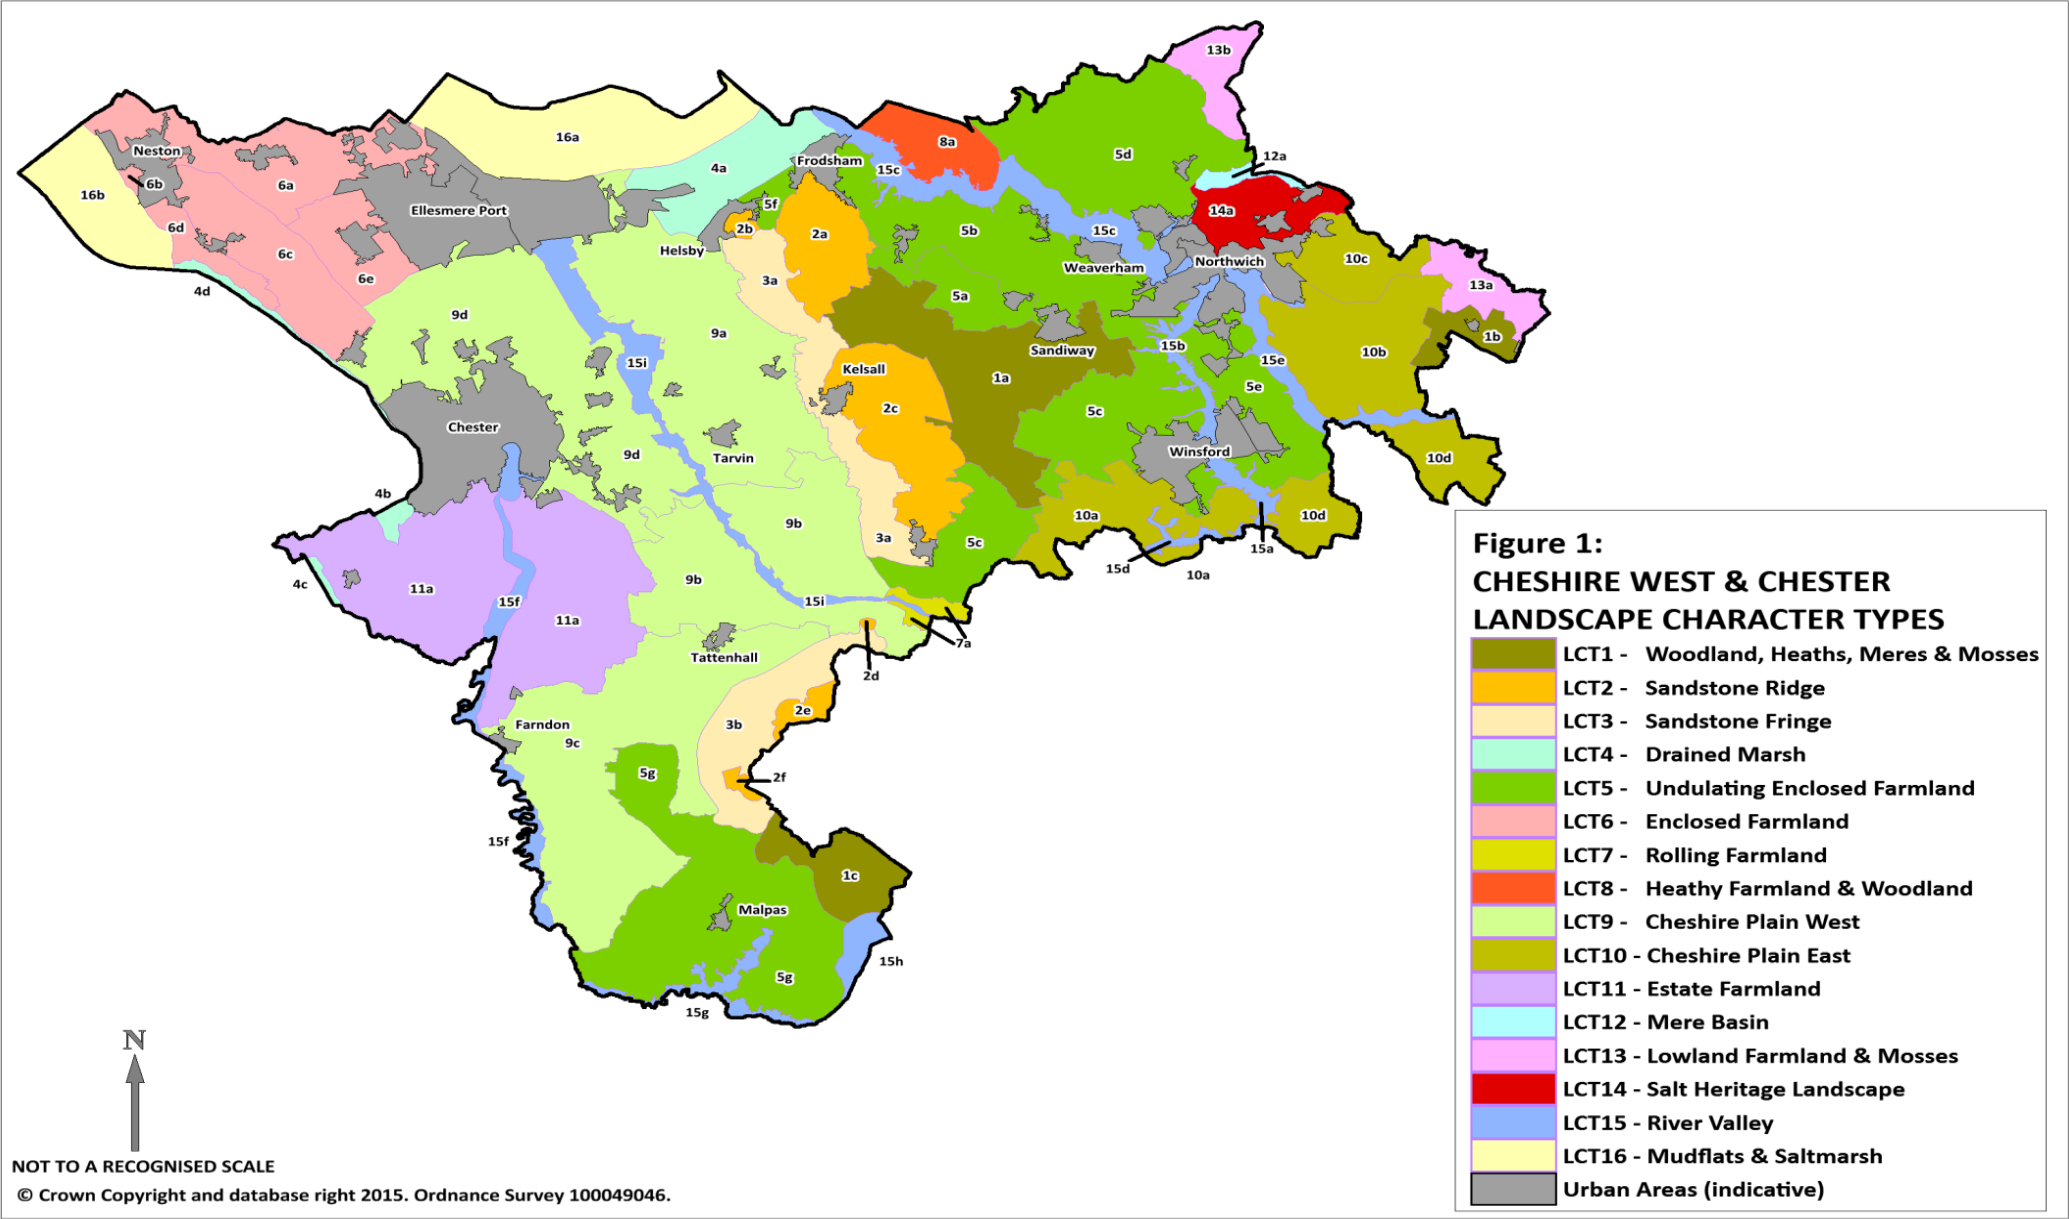 13b
16a
12a
Neston
8a
5d
Frodsham
4a
15c
6b
6a
16b
5f
Ellesmere Port
14a
6d
2b
2a
5b
15c
Helsby
6c
Weaverham
Northwich
10c
6e
3a
13a
4d
5a
9d
9a
15b
1b
Sandiway
10b
15i
15e
Kelsall
1a
5e
2c
5c
Chester
9d
Tarvin
Winsford
10d
4b
9b
10a
10d
3a
5c
15a
15d
10a
4c
9b
11a
15f
15i
11a
7a
Tattenhall
2d
2e
Farndon
3b
9c
5g
2f
15f
1c
Malpas
15h
5g
15g
N
NOT TO A RECOGNISED SCALE
© Crown Copyright and database right 2015. Ordnance Survey 100049046.
Figure 1:
CHESHIRE WEST & CHESTER
LANDSCAPE CHARACTER TYPES
LCT1 - Woodland, Heaths, Meres & Mosses
LCT2 - Sandstone Ridge
LCT3 - Sandstone Fringe
LCT4 - Drained Marsh
LCT5 - Undulating Enclosed Farmland
LCT6 - Enclosed Farmland
LCT7 - Rolling Farmland
LCT8 - Heathy Farmland & Woodland
LCT9 - Cheshire Plain West
LCT10 - Cheshire Plain East
LCT11 - Estate Farmland
LCT12 - Mere Basin
LCT13 - Lowland Farmland & Mosses
LCT14 - Salt Heritage Landscape
LCT15 - River Valley
LCT16 - Mudflats & Saltmarsh
Urban Areas (indicative)